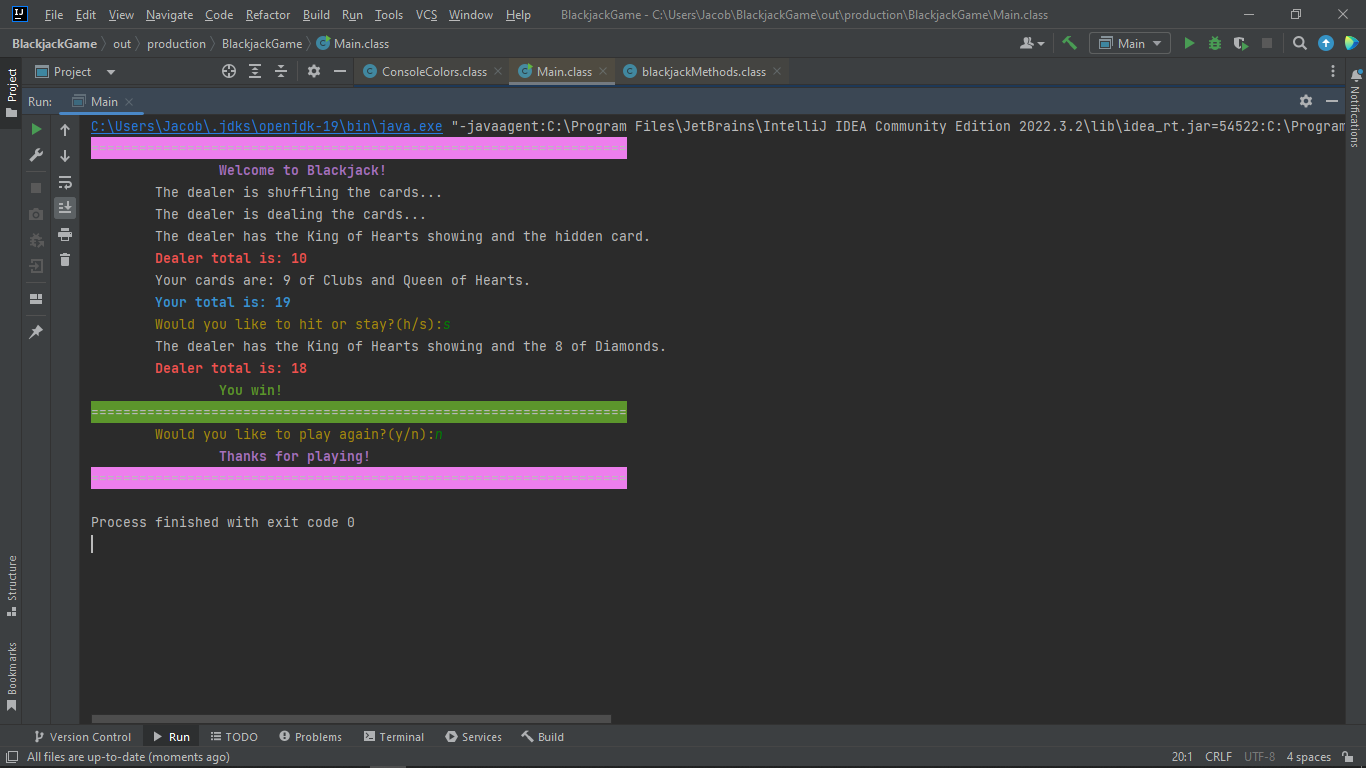 File Edit View Navigate Code Refactor Build Run Tools VCS Window Help BlackjackGame - C:\Users\Jacob\BlackjackGame\out\production\BlackjackGame\Main.class
BlackjackGame out production BlackjackGame Main.class Main
Project ConsoleColors.class Main.class blackjackMethods.class
Project
Notifications
Run: Main
C:\Users\Jacob\.jdks\openjdk-19\bin\java.exe "-javaagent:C:\Program Files\JetBrains\IntelliJ IDEA Community Edition 2022.3.2\lib\idea_rt.jar=54522:C:\Program
===================================================================
Welcome to Blackjack!
The dealer is shuffling the cards...
The dealer is dealing the cards...
The dealer has the King of Hearts showing and the hidden card.
Dealer total is: 10
Your cards are: 9 of Clubs and Queen of Hearts.
Your total is: 19
Would you like to hit or stay?(h/s):s
The dealer has the King of Hearts showing and the 8 of Diamonds.
Dealer total is: 18
You win!
===================================================================
Would you like to play again?(y/n):n
Thanks for playing!
===================================================================
Process finished with exit code 0
Structure
Bookmarks
Version Control Run TODO Problems Terminal Services Build
All files are up-to-date (moments ago) 20:1 CRLF UTF-8 4 spaces